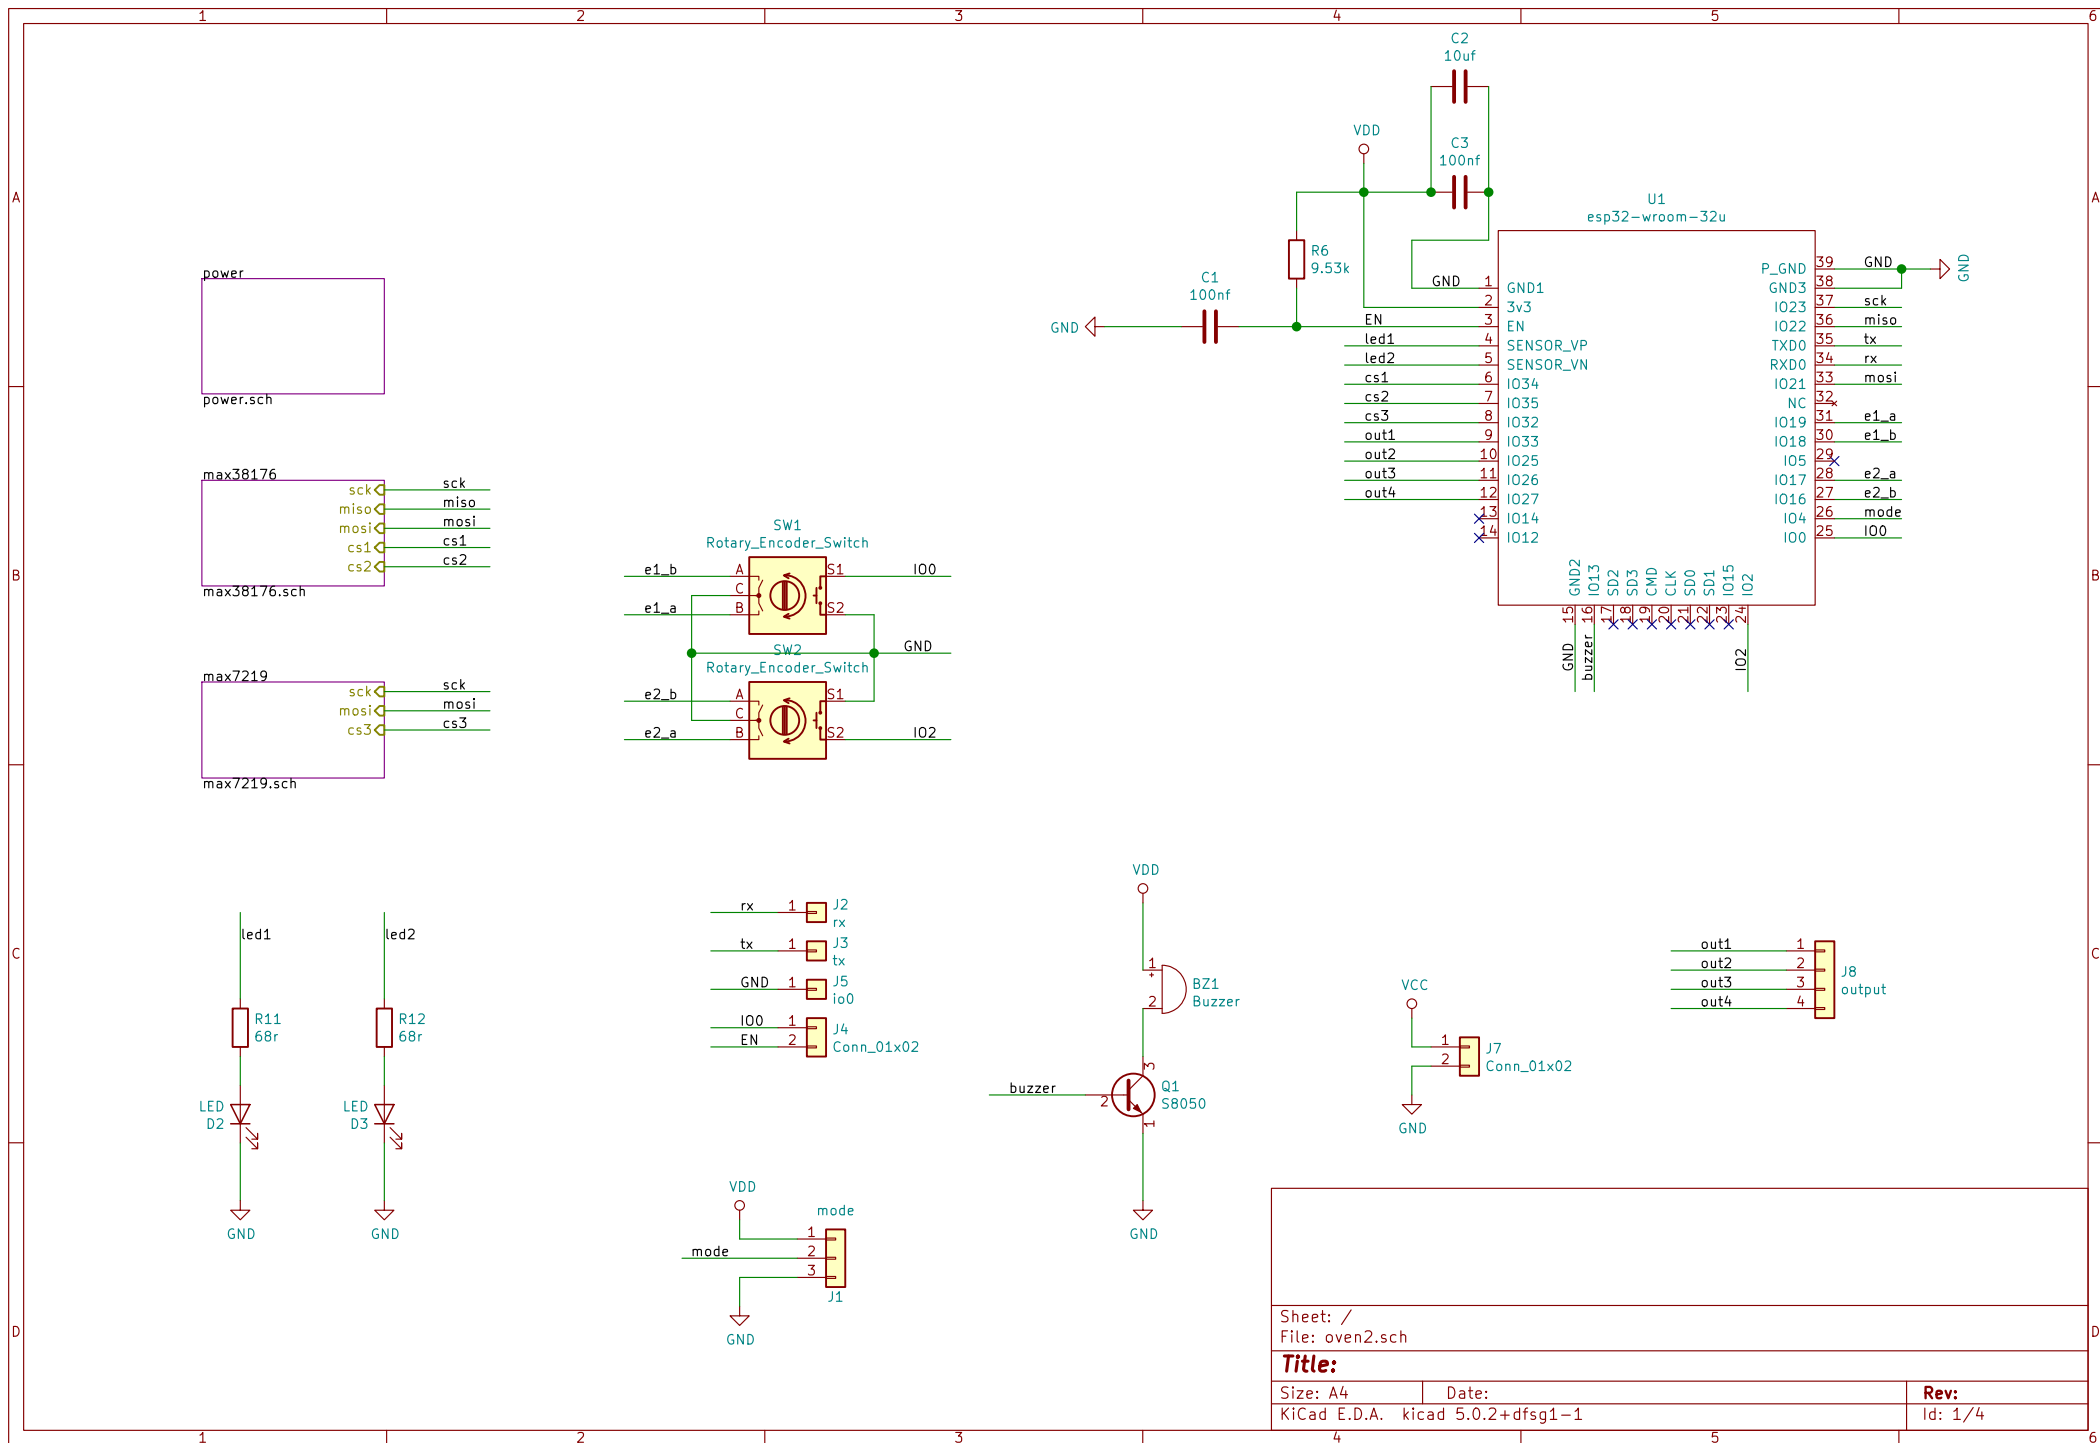 1 2 3 4 5 6
A
B
C
D
A
B
C
D
1 2 3 4 5 6
power
power.sch
max38176
sck
miso
mosi
cs1
cs2
sck
miso
mosi
cs1
cs2
max38176.sch
max7219
sck
mosi
cs3
sck
mosi
cs3
max7219.sch
SW1
Rotary_Encoder_Switch
e1_b
A
C
e1_a
B
S1
IO0
S2
GND
SW2
Rotary_Encoder_Switch
e2_b
A
C
e2_a
B
S1
S2
IO2
C2
10uf
VDD
C3
100nf
R6
9.53k
C1
100nf
GND
U1
esp32-wroom-32u
GND 1 GND1
2 3v3
EN 3 EN
led1 4 SENSOR_VP
led2 5 SENSOR_VN
cs1 6 IO34
cs2 7 IO35
cs3 8 IO32
out1 9 IO33
out2 10 IO25
out3 11 IO26
out4 12 IO27
13 IO14
14 IO12
P_GND 39 GND
GND
GND3 38
IO23 37 sck
IO22 36 miso
TXD0 35 tx
RXD0 34 rx
IO21 33 mosi
NC 32
IO19 31 e1_a
IO18 30 e1_b
IO5 29
IO17 28 e2_a
IO16 27 e2_b
IO4 26 mode
IO0 25 IO0
GND2 15 GND
IO13 16 buzzer
SD2 17
SD3 18
CMD 19
CLK 20
SD0 21
SD1 22
IO15 23
IO2 24 IO2
led1
R11
68r
LED
D2
GND
led2
R12
68r
LED
D3
GND
rx 1 J2
rx
tx 1 J3
tx
GND 1 J5
io0
IO0 1 J4
EN 2 Conn_01x02
VDD
mode
1
mode 2
3
J1
GND
VDD
1
+
BZ1
2
Buzzer
buzzer
3
Q1
2
S8050
1
GND
VCC
1 J7
2 Conn_01x02
GND
out1 1
out2 2 J8
out3 3 output
out4 4
Sheet: /
File: oven2.sch
Title:
Size: A4 Date: Rev:
KiCad E.D.A. kicad 5.0.2+dfsg1-1 Id: 1/4